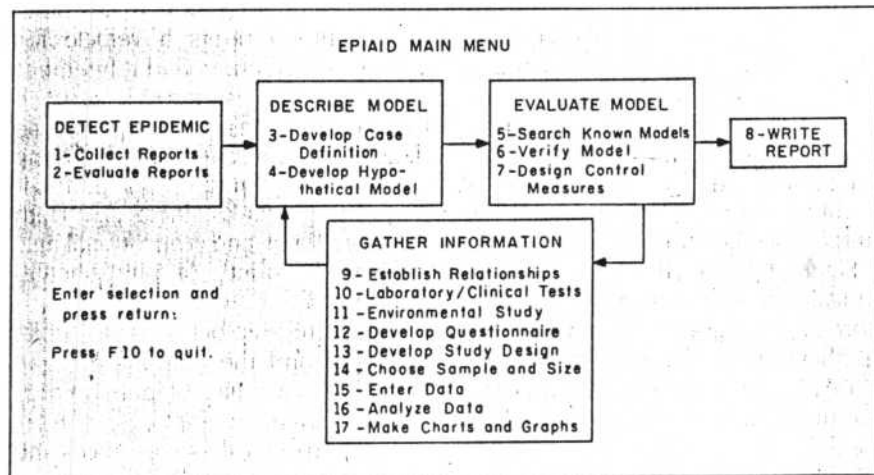 EPIAID MAIN MENU
DETECT EPIDEMIC
1-Collect Reports
2-Evaluate Reports
DESCRIBE MODEL
3-Develop Case
Definition
4-Develop Hypo-
thetical Model
EVALUATE MODEL
5-Search Known Models
6-Verify Model
7-Design Control
Measures
8-WRITE
REPORT
GATHER INFORMATION
9-Establish Relationships
10-Laboratory/Clinical Tests
11-Environmental Study
12-Develop Questionnaire
13-Develop Study Design
14-Choose Sample and Size
15-Enter Data
16-Analyze Data
17-Make Charts and Graphs
Enter selection and
press return:
Press F10 to quit.